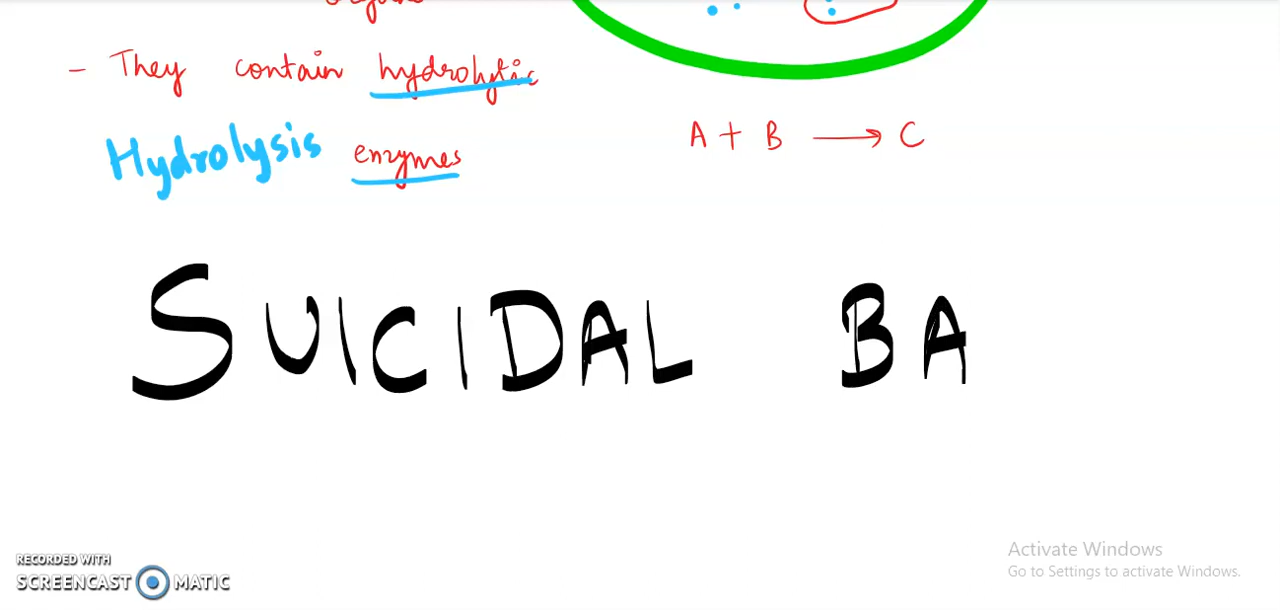 - They contain hydrolytic
Hydrolysis enzymes
A + B → C
SUICIDAL BA
RECORDED WITH
SCREENCAST MATIC
Activate Windows
Go to Settings to activate Windows.